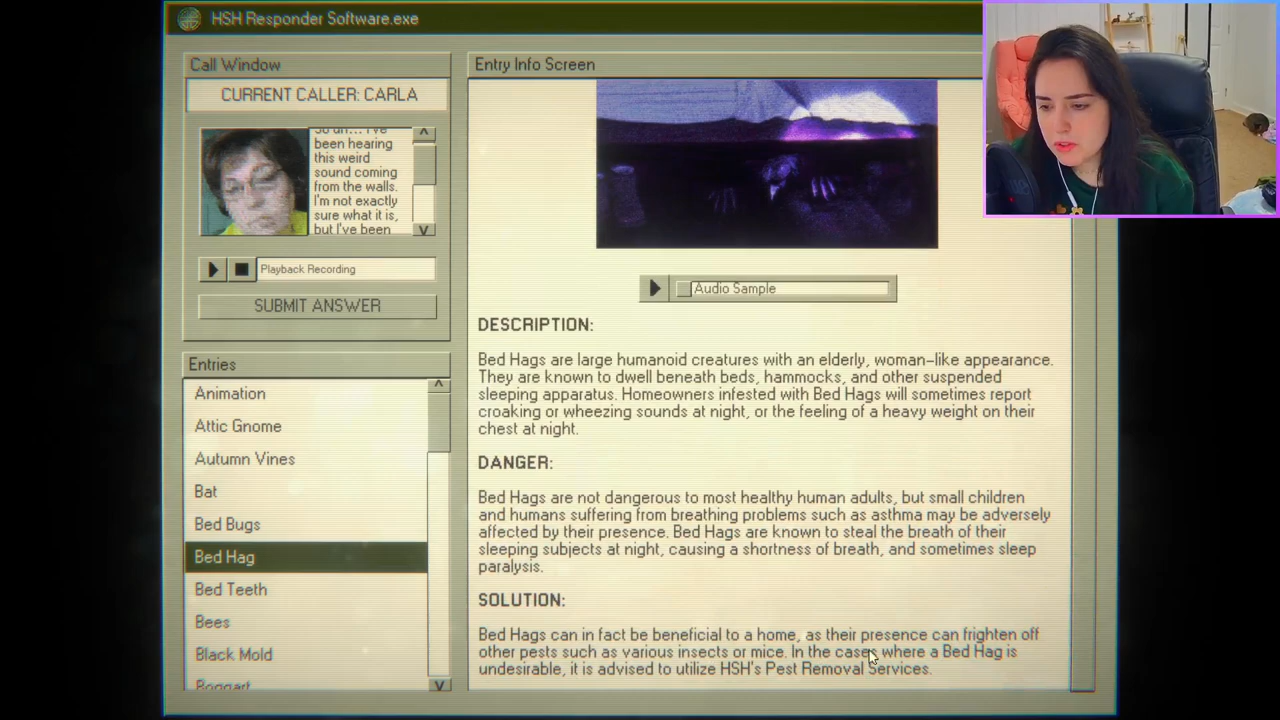 HSH Responder Software.exe
Call Window
CURRENT CALLER: CARLA
been hearing
this weird
sound coming
from the walls.
I'm not exactly
sure what it is,
but I've been
Playback Recording
SUBMIT ANSWER
Entries
Animation
Attic Gnome
Autumn Vines
Bat
Bed Bugs
Bed Hag
Bed Teeth
Bees
Black Mold
Entry Info Screen
Audio Sample
DESCRIPTION:
Bed Hags are large humanoid creatures with an elderly, woman-like appearance.
They are known to dwell beneath beds, hammocks, and other suspended
sleeping apparatus. Homeowners infested with Bed Hags will sometimes report
croaking or wheezing sounds at night, or the feeling of a heavy weight on their
chest at night.
DANGER:
Bed Hags are not dangerous to most healthy human adults, but small children
and humans suffering from breathing problems such as asthma may be adversely
affected by their presence. Bed Hags are known to steal the breath of their
sleeping subjects at night, causing a shortness of breath, and sometimes sleep
paralysis.
SOLUTION:
Bed Hags can in fact be beneficial to a home, as their presence can frighten off
other pests such as various insects or mice. In the cases where a Bed Hag is
undesirable, it is advised to utilize HSH's Pest Removal Services.